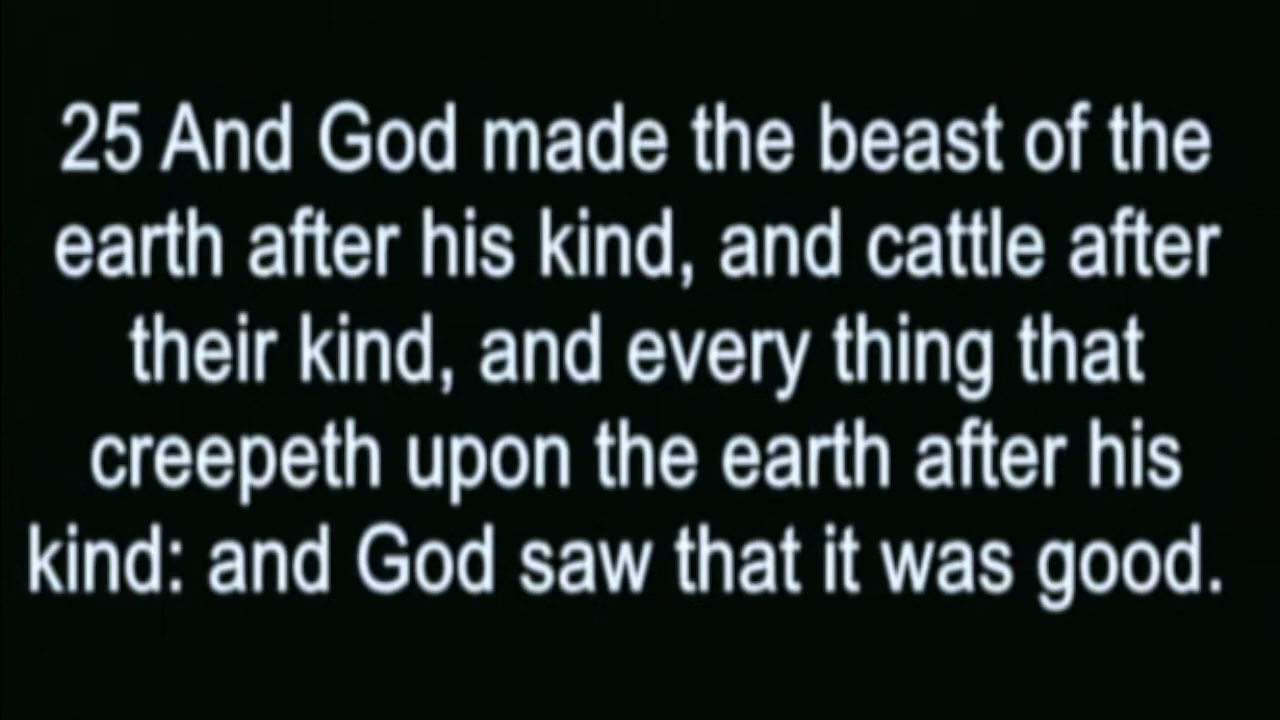 25 And God made the beast of the
earth after his kind, and cattle after
their kind, and every thing that
creepeth upon the earth after his
kind: and God saw that it was good.